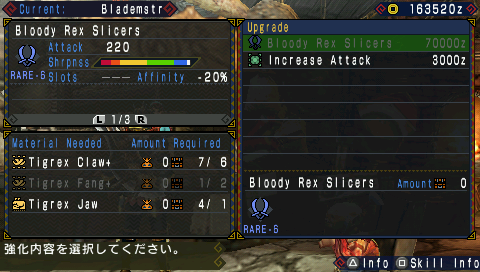 Current: Blademstr
163520z
Bloody Rex Slicers
Attack 220
Shrpnss
RARE-6 Slots --- Affinity -20%
L 1/3 R
Material Needed Amount Required
Tigrex Claw+ 0 7/ 6
Tigrex Fang+ 0 1/ 2
Tigrex Jaw 0 4/ 1
Upgrade
Bloody Rex Slicers 70000z
Increase Attack 3000z
Bloody Rex Slicers Amount 0
RARE-6
強化内容を選択してください。
Info Skill Info